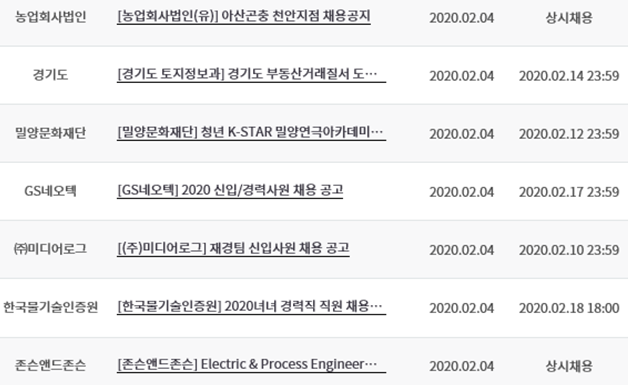 농업회사법인 [농업회사법인(유)] 아산곤충 천안지점 채용공지 2020.02.04 상시채용
경기도 [경기도 토지정보과] 경기도 부동산거래질서 도… 2020.02.04 2020.02.14 23:59
밀양문화재단 [밀양문화재단] 청년 K-STAR 밀양연극아카데미… 2020.02.04 2020.02.12 23:59
GS네오텍 [GS네오텍] 2020 신입/경력사원 채용 공고 2020.02.04 2020.02.17 23:59
㈜미디어로그 [(주)미디어로그] 재경팀 신입사원 채용 공고 2020.02.04 2020.02.10 23:59
한국물기술인증원 [한국물기술인증원] 2020녀녀 경력직 직원 채용… 2020.02.04 2020.02.18 18:00
존슨앤드존슨 [존슨앤드존슨] Electric & Process Engineer… 2020.02.04 상시채용